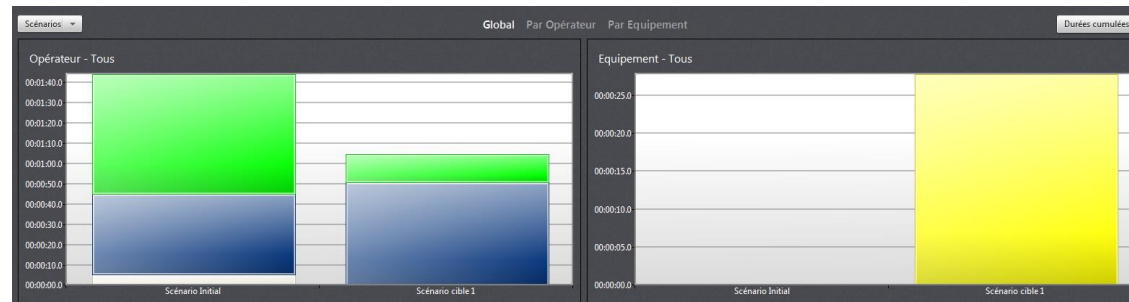 Scénarios
Global Par Opérateur Par Equipement
Durées cumulées
Opérateur - Tous
00:01:40.0
00:01:30.0
00:01:20.0
00:01:10.0
00:01:00.0
00:00:50.0
00:00:40.0
00:00:30.0
00:00:20.0
00:00:10.0
00:00:00.0
Scénario Initial
Scénario cible 1
Equipement - Tous
00:00:25.0
00:00:20.0
00:00:15.0
00:00:10.0
00:00:05.0
00:00:00.0
Scénario Initial
Scénario cible 1